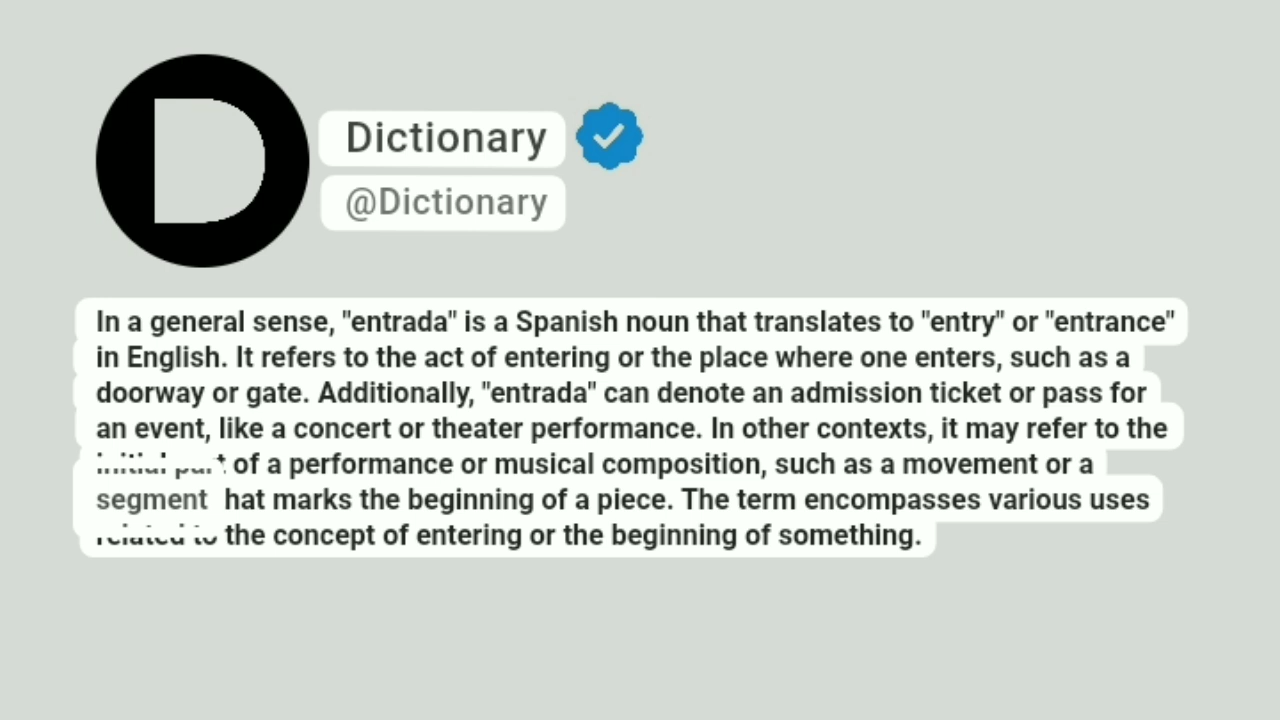 D
Dictionary
@Dictionary
In a general sense, "entrada" is a Spanish noun that translates to "entry" or "entrance"
in English. It refers to the act of entering or the place where one enters, such as a
doorway or gate. Additionally, "entrada" can denote an admission ticket or pass for
an event, like a concert or theater performance. In other contexts, it may refer to the
initial part of a performance or musical composition, such as a movement or a
segment hat marks the beginning of a piece. The term encompasses various uses
related to the concept of entering or the beginning of something.